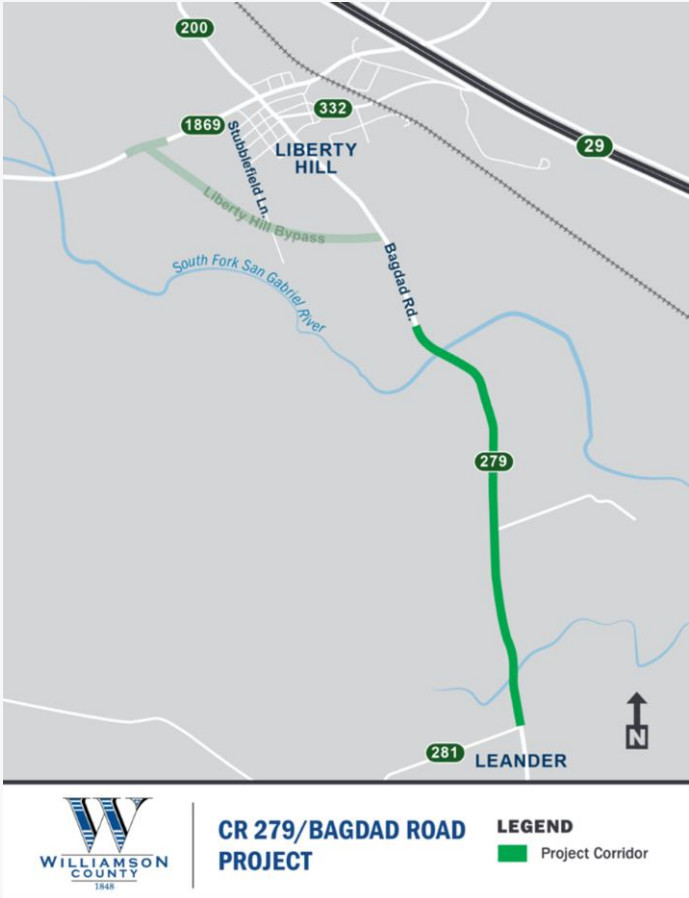 200
1869
332
29
LIBERTY
HILL
Stubblefield Ln.
Liberty Hill Bypass
Bagdad Rd.
South Fork San Gabriel
River
279
N
281
LEANDER
WILLIAMSON
COUNTY
1848
CR 279/BAGDAD ROAD
PROJECT
LEGEND
Project Corridor